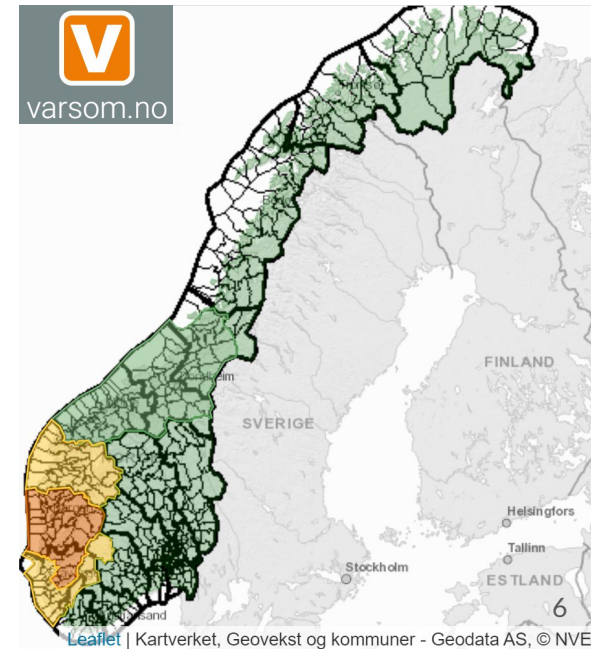 V
varsom.no
FINLAND
SVERIGE
Helsingfors
Tallinn
Stockholm
ESTLAND
6
Leaflet | Kartverket, Geovekst og kommuner - Geodata AS, © NVE